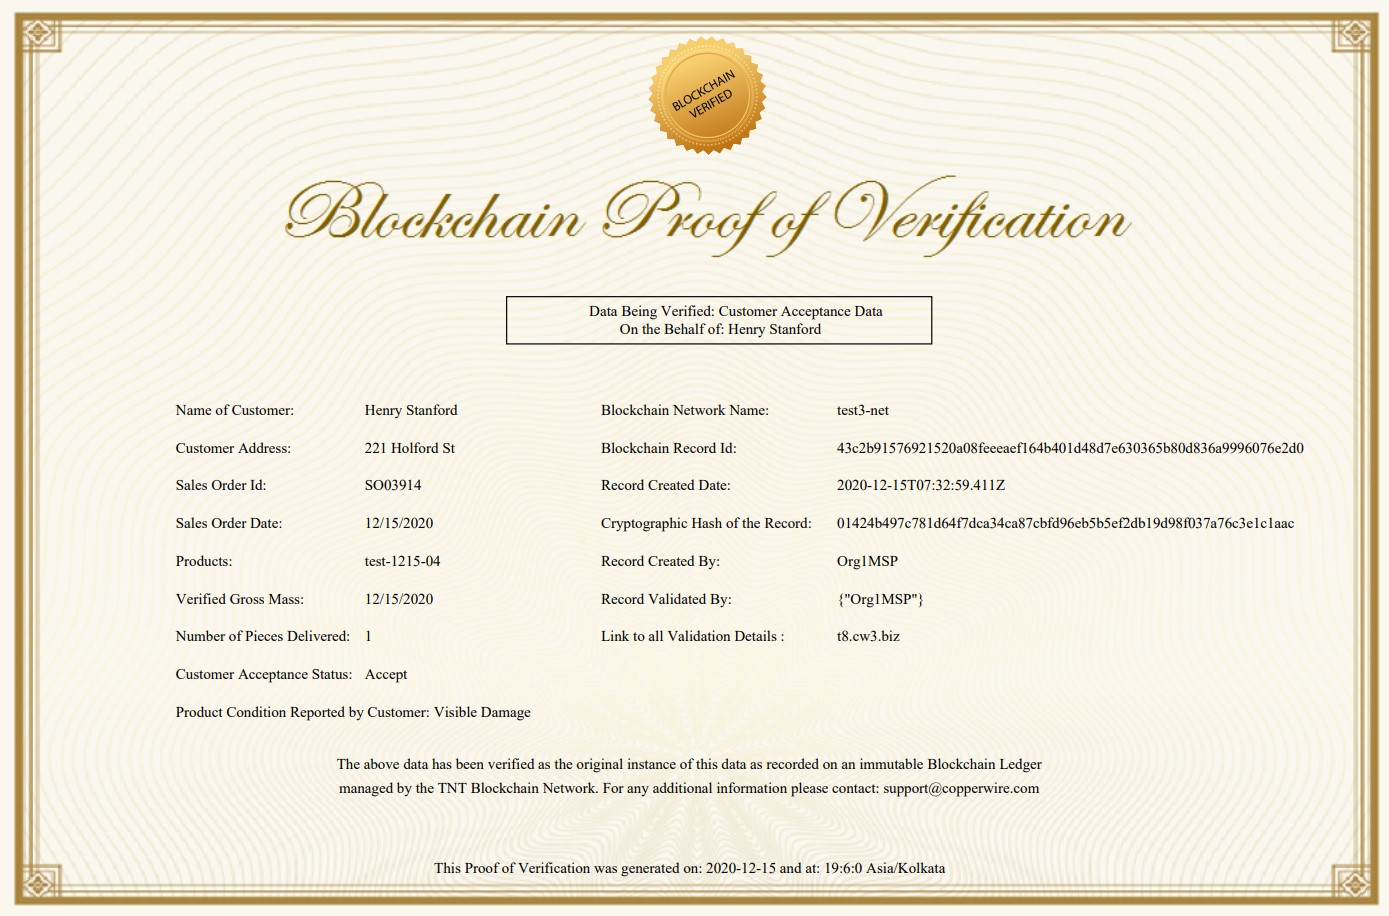 BLOCKCHAIN
VERIFIED
Blockchain Proof of Verification
Data Being Verified: Customer Acceptance Data
On the Behalf of: Henry Stanford
Name of Customer: Henry Stanford
Customer Address: 221 Holford St
Sales Order Id: SO03914
Sales Order Date: 12/15/2020
Products: test-1215-04
Verified Gross Mass: 12/15/2020
Number of Pieces Delivered: 1
Customer Acceptance Status: Accept
Product Condition Reported by Customer: Visible Damage
Blockchain Network Name: test3-net
Blockchain Record Id: 43c2b91576921520a08feeeaef164b401d48d7e630365b80d836a9996076e2d0
Record Created Date: 2020-12-15T07:32:59.411Z
Cryptographic Hash of the Record: 01424b497c781d64f7dca34ca87cbfd96eb5b5ef2db19d98f037a76c3e1c1aac
Record Created By: Org1MSP
Record Validated By: {"Org1MSP"}
Link to all Validation Details : t8.cw3.biz
The above data has been verified as the original instance of this data as recorded on an immutable Blockchain Ledger
managed by the TNT Blockchain Network. For any additional information please contact: support@copperwire.com
This Proof of Verification was generated on: 2020-12-15 and at: 19:6:0 Asia/Kolkata